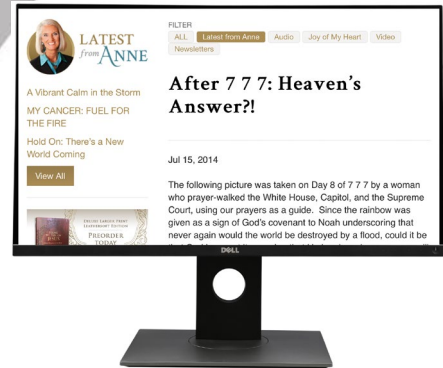 LATEST
from ANNE
A Vibrant Calm in the Storm
MY CANCER: FUEL FOR
THE FIRE
Hold On: There's a New
World Coming
View All
PREORDER
TODAY
FILTER
ALL Latest from Anne Audio Joy of My Heart Video
Newsletters
After 7 7 7: Heaven's
Answer?!
Jul 15, 2014
The following picture was taken on Day 8 of 7 7 7 by a woman
who prayer-walked the White House, Capitol, and the Supreme
Court, using our prayers as a guide. Since the rainbow was
given as a sign of God's covenant to Noah underscoring that
never again would the world be destroyed by a flood, could it be
DELL